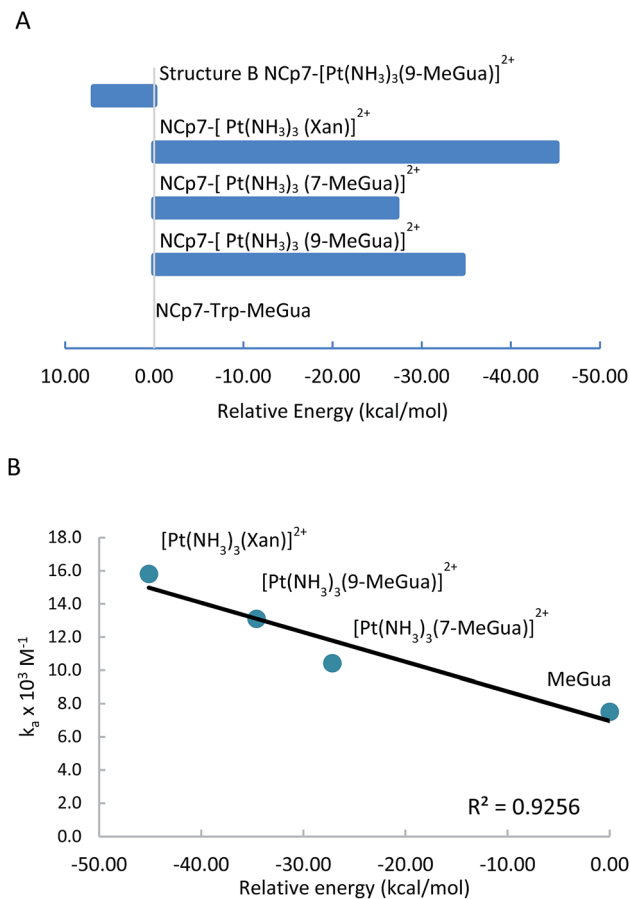 A
Structure B NCp7-[Pt(NH₃)₃(9-MeGua)]²⁺
NCp7-[ Pt(NH₃)₃ (Xan)]²⁺
NCp7-[ Pt(NH₃)₃ (7-MeGua)]²⁺
NCp7-[ Pt(NH₃)₃ (9-MeGua)]²⁺
NCp7-Trp-MeGua
10.00 0.00 -10.00 -20.00 -30.00 -40.00 -50.00
Relative Energy (kcal/mol)
B
18.0
[Pt(NH₃)₃(Xan)]²⁺
16.0
[Pt(NH₃)₃(9-MeGua)]²⁺
14.0
[Pt(NH₃)₃(7-MeGua)]²⁺
12.0
10.0
MeGua
8.0
6.0
4.0
2.0
R² = 0.9256
0.0
kₐ x 10³ M⁻¹
-50.00 -40.00 -30.00 -20.00 -10.00 0.00
Relative energy (kcal/mol)